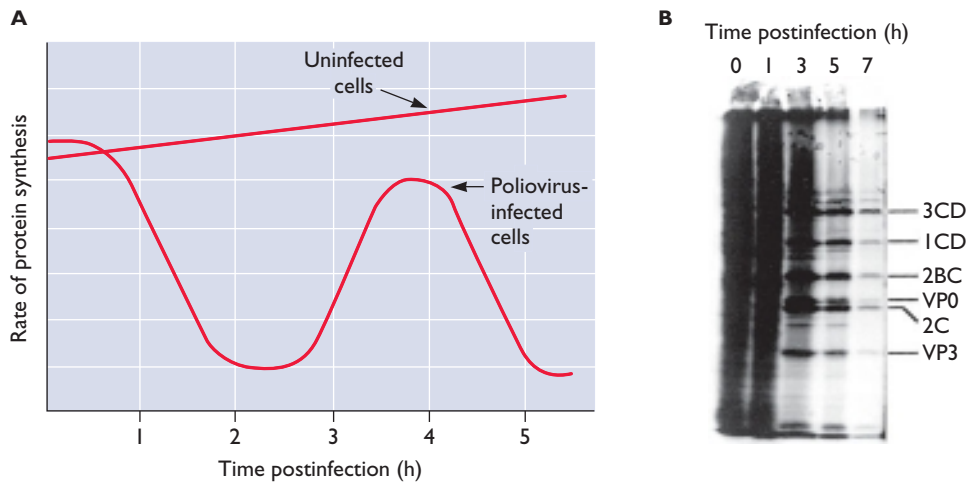 A
Rate of protein synthesis
Uninfected
cells
Poliovirus-
infected
cells
1 2 3 4 5
Time postinfection (h)
B
Time postinfection (h)
0 1 3 5 7
3CD
1CD
2BC
VP0
2C
VP3